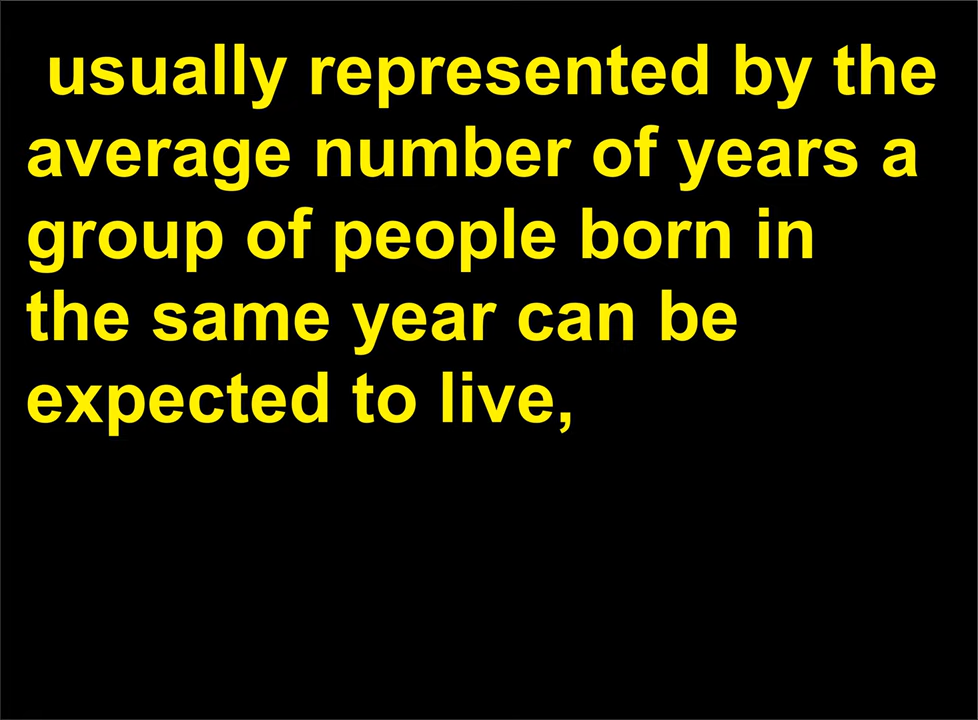 usually represented by the
average number of years a
group of people born in
the same year can be
expected to live,